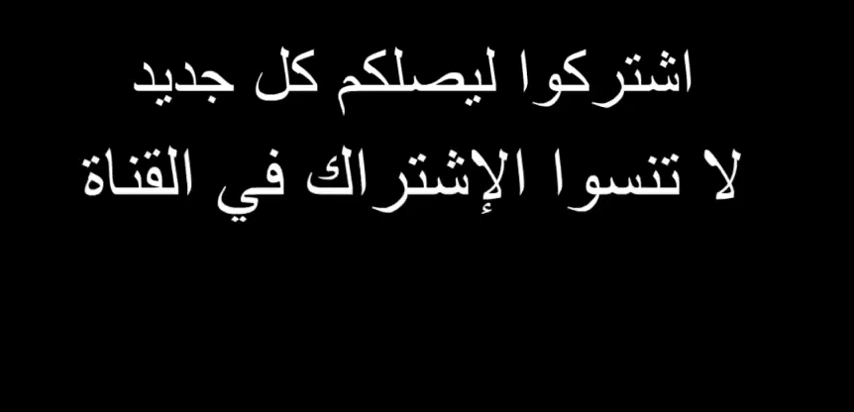 اشتركوا ليصلكم كل جديد
لا تنسوا الإشتراك في القناة